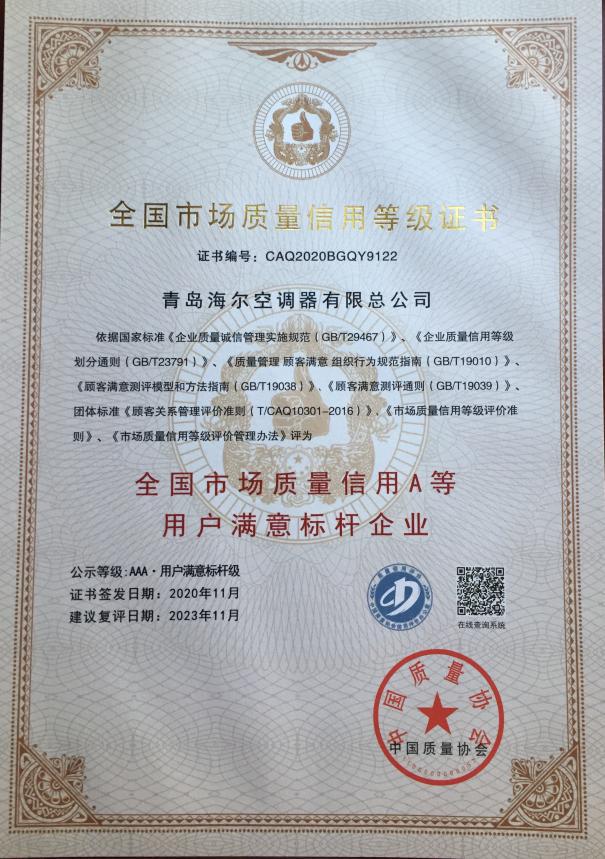 全国市场质量信用等级证书
证书编号：CAQ2020BGQY9122
青岛海尔空调器有限总公司
依据国家标准《企业质量诚信管理实施规范（GB/T29467）》、《企业质量信用等级
划分通则（GB/T23791）》、《质量管理 顾客满意 组织行为规范指南（GB/T19010）》、
《顾客满意测评模型和方法指南（GB/T19038）》、《顾客满意测评通则（GB/T19039）》、
团体标准《顾客关系管理评价准则（T/CAQ10301-2016）》、《市场质量信用等级评价准
则》、《市场质量信用等级评价管理办法》评为
全国市场质量信用A等
用户满意标杆企业
公示等级：AAA·用户满意标杆级
证书签发日期：2020年11月
建议复评日期：2023年11月
在线查询系统
中国质量协会
中国质量协会